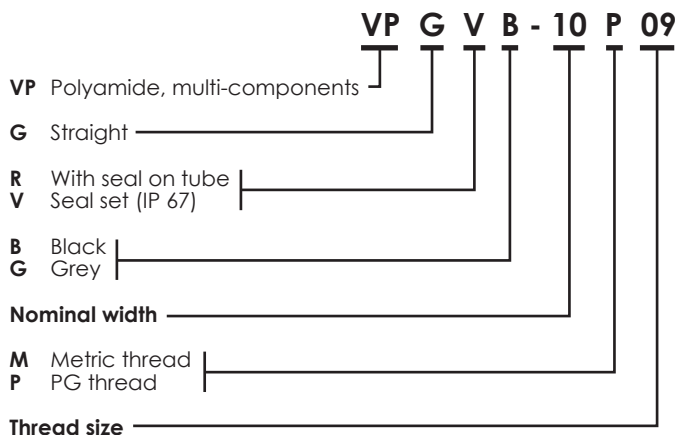 VP G V B - 10 P 09
VP Polyamide, multi-components
G Straight
R With seal on tube
V Seal set (IP 67)
B Black
G Grey
Nominal width
M Metric thread
P PG thread
Thread size